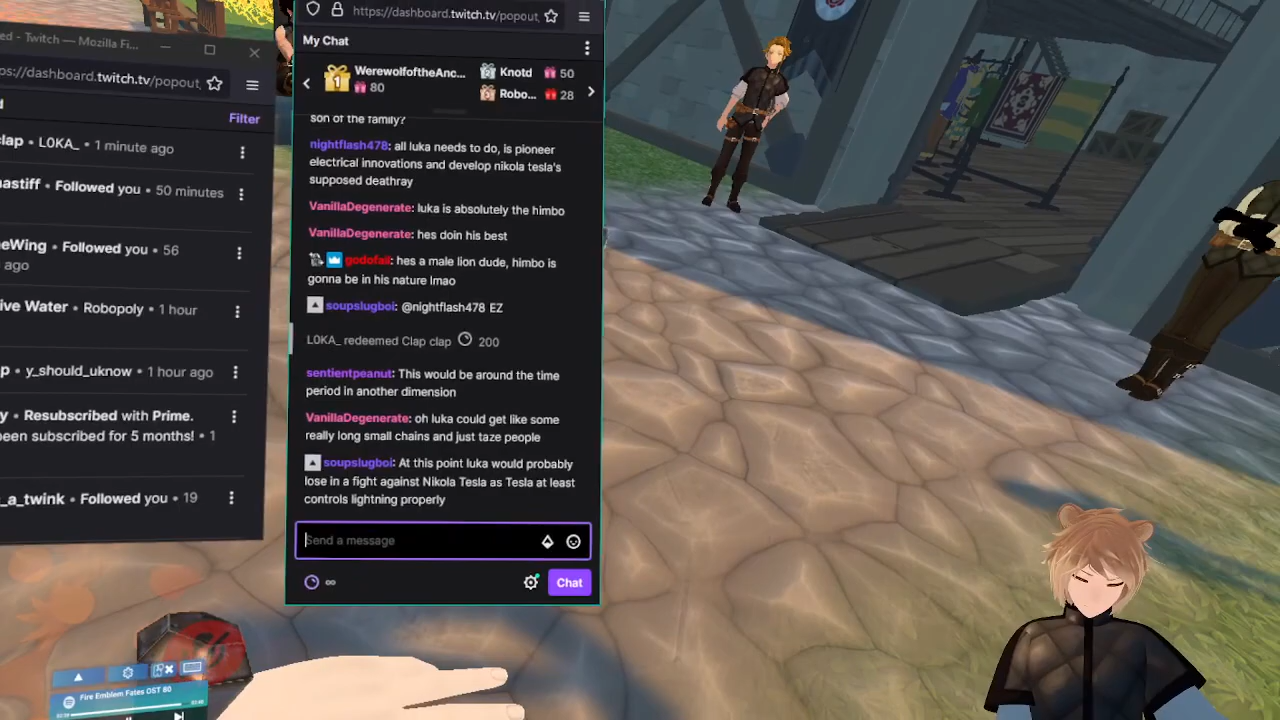 ed - Twitch — Mozilla Fi...
https://dashboard.twitch.tv/popout
ps://dashboard.twitch.tv/popout
My Chat
Filter
WerewolfoftheAnc...
80
Knotd 50
Robo... 28
clap • L0KA_ • 1 minute ago
astiff • Followed you • 50 minutes
eWing • Followed you • 56
ago
ive Water • Robopoly • 1 hour
p • y_should_uknow • 1 hour ago
y • Resubscribed with Prime.
een subscribed for 5 months! • 1
_a_twink • Followed you • 19
son of the family?
nightflash478: all luka needs to do, is pioneer
electrical innovations and develop nikola tesla's
supposed deathray
VanillaDegenerate: luka is absolutely the himbo
VanillaDegenerate: hes doin his best
godofall: hes a male lion dude, himbo is
gonna be in his nature lmao
soupslugboi: @nightflash478 EZ
L0KA_ redeemed Clap clap 200
sentientpeanut: This would be around the time
period in another dimension
VanillaDegenerate: oh luka could get like some
really long small chains and just taze people
soupslugboi: At this point luka would probably
lose in a fight against Nikola Tesla as Tesla at least
controls lightning properly
Send a message
∞
Chat
Fire Emblem Fates OST 80